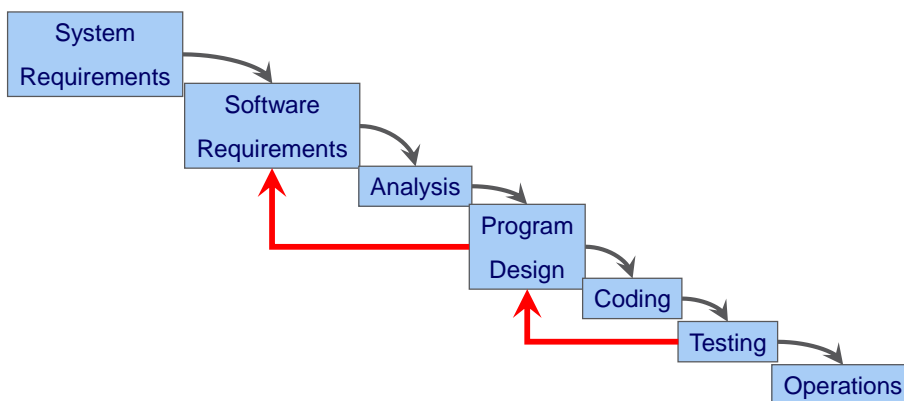 System
Requirements
Software
Requirements
Analysis
Program
Design
Coding
Testing
Operations